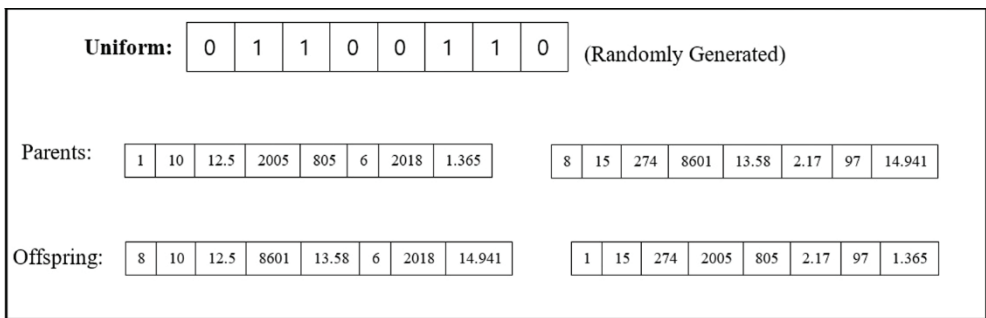 Uniform: 0 1 1 0 0 1 1 0 (Randomly Generated)
Parents: 1 10 12.5 2005 805 6 2018 1.365 8 15 274 8601 13.58 2.17 97 14.941
Offspring: 8 10 12.5 8601 13.58 6 2018 14.941 1 15 274 2005 805 2.17 97 1.365